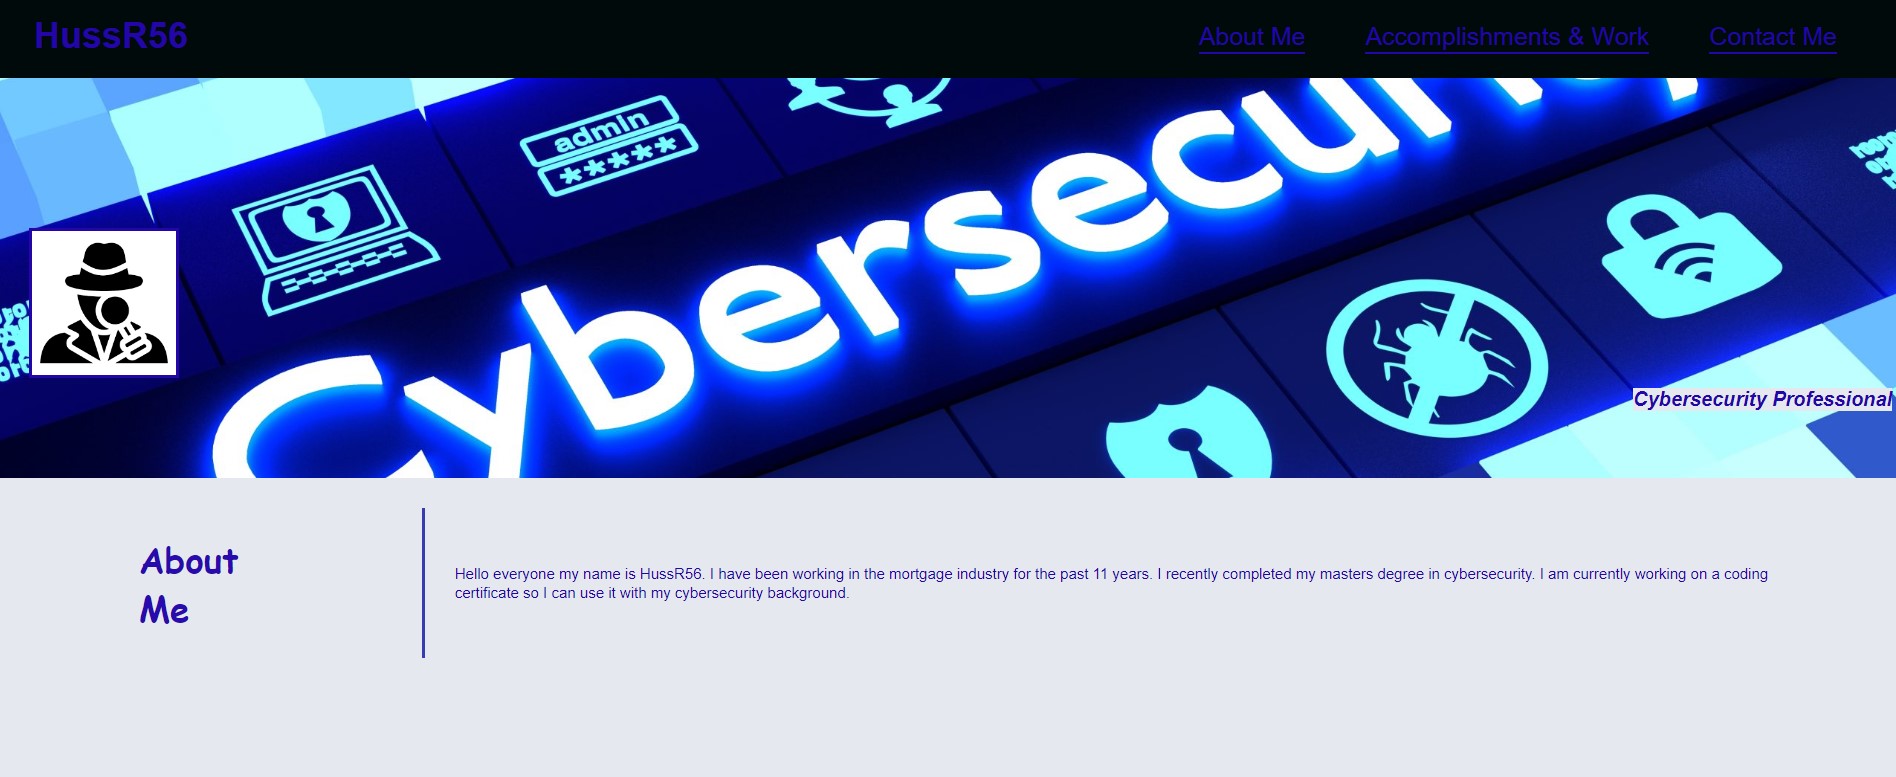 HussR56
About Me Accomplishments & Work Contact Me
admin
*****
Cybersecurity
Cybersecurity Professional
About
Me
Hello everyone my name is HussR56. I have been working in the mortgage industry for the past 11 years. I recently completed my masters degree in cybersecurity. I am currently working on a coding
certificate so I can use it with my cybersecurity background.